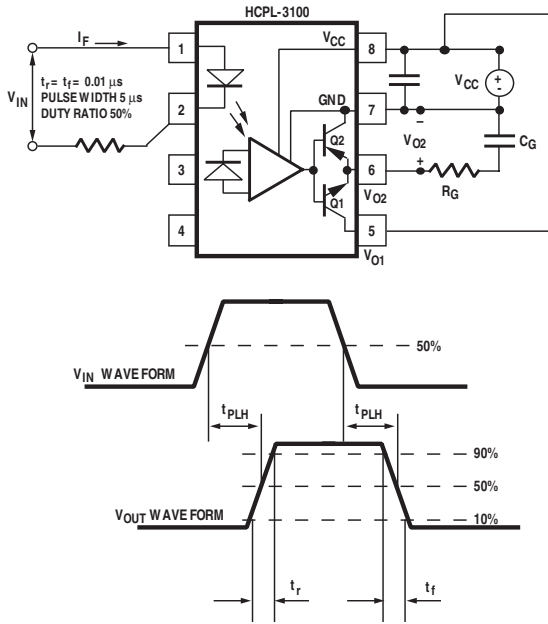 HCPL-3100
I_F
1
V_CC
8
t_r = t_f = 0.01 µs
PULSE WIDTH 5 µs
DUTY RATIO 50%
V_IN
2
GND
7
V_CC
+
–
–
V_O2
+
C_G
3
Q2
6
V_O2
R_G
4
Q1
5
V_O1
50%
V_IN WAVE FORM
t_PLH
t_PLH
90%
50%
10%
V_OUT WAVE FORM
t_r
t_f